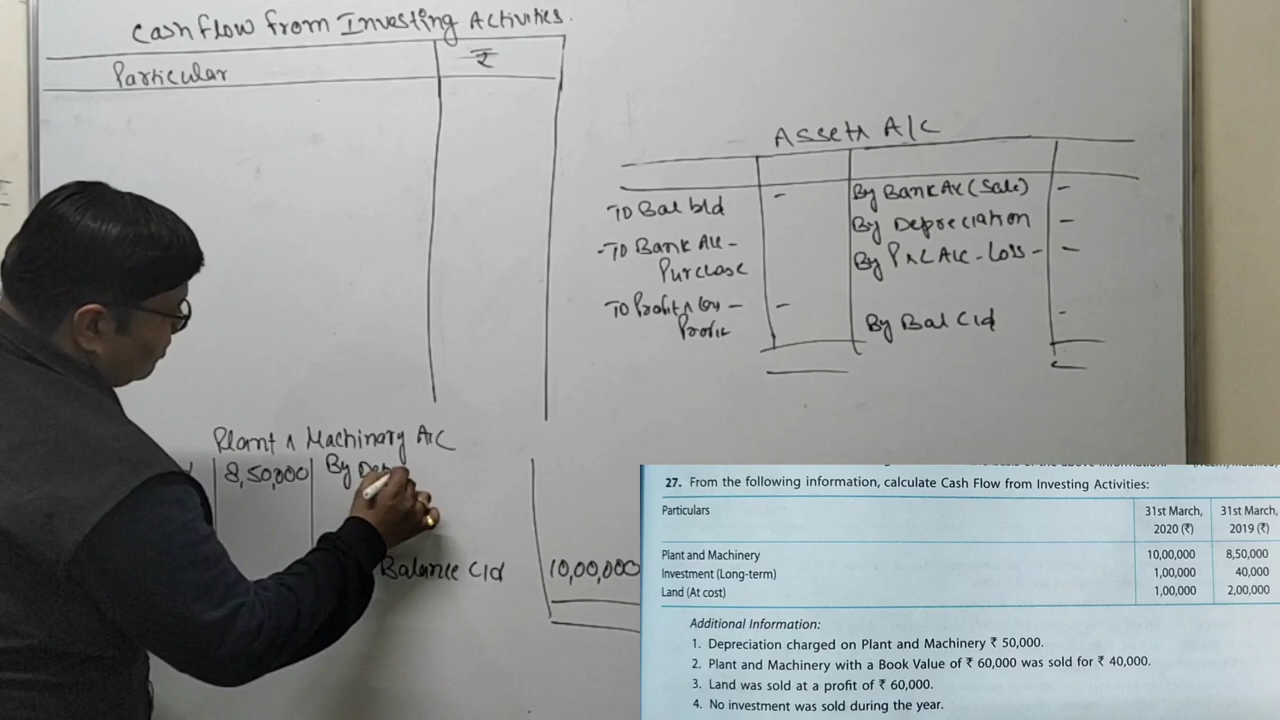 Cash flow from Investing Activities.
Particular ₹
Assets A/C
To Bal b/d - By Bank A/c (Sale) -
By Depreciation -
- To Bank A/c -
Purchase By P & L A/c - Loss - -
To Profit & Loss - -
Profit By Bal C/d -
Plant & Machinary A/C
8,50,000 By Dep
Balance C/d 10,00,000
27. From the following information, calculate Cash Flow from Investing Activities:
Particulars 31st March, 31st March,
2020 (₹) 2019 (₹)
Plant and Machinery 10,00,000 8,50,000
Investment (Long-term) 1,00,000 40,000
Land (At cost) 1,00,000 2,00,000
Additional Information:
1. Depreciation charged on Plant and Machinery ₹ 50,000.
2. Plant and Machinery with a Book Value of ₹ 60,000 was sold for ₹ 40,000.
3. Land was sold at a profit of ₹ 60,000.
4. No investment was sold during the year.